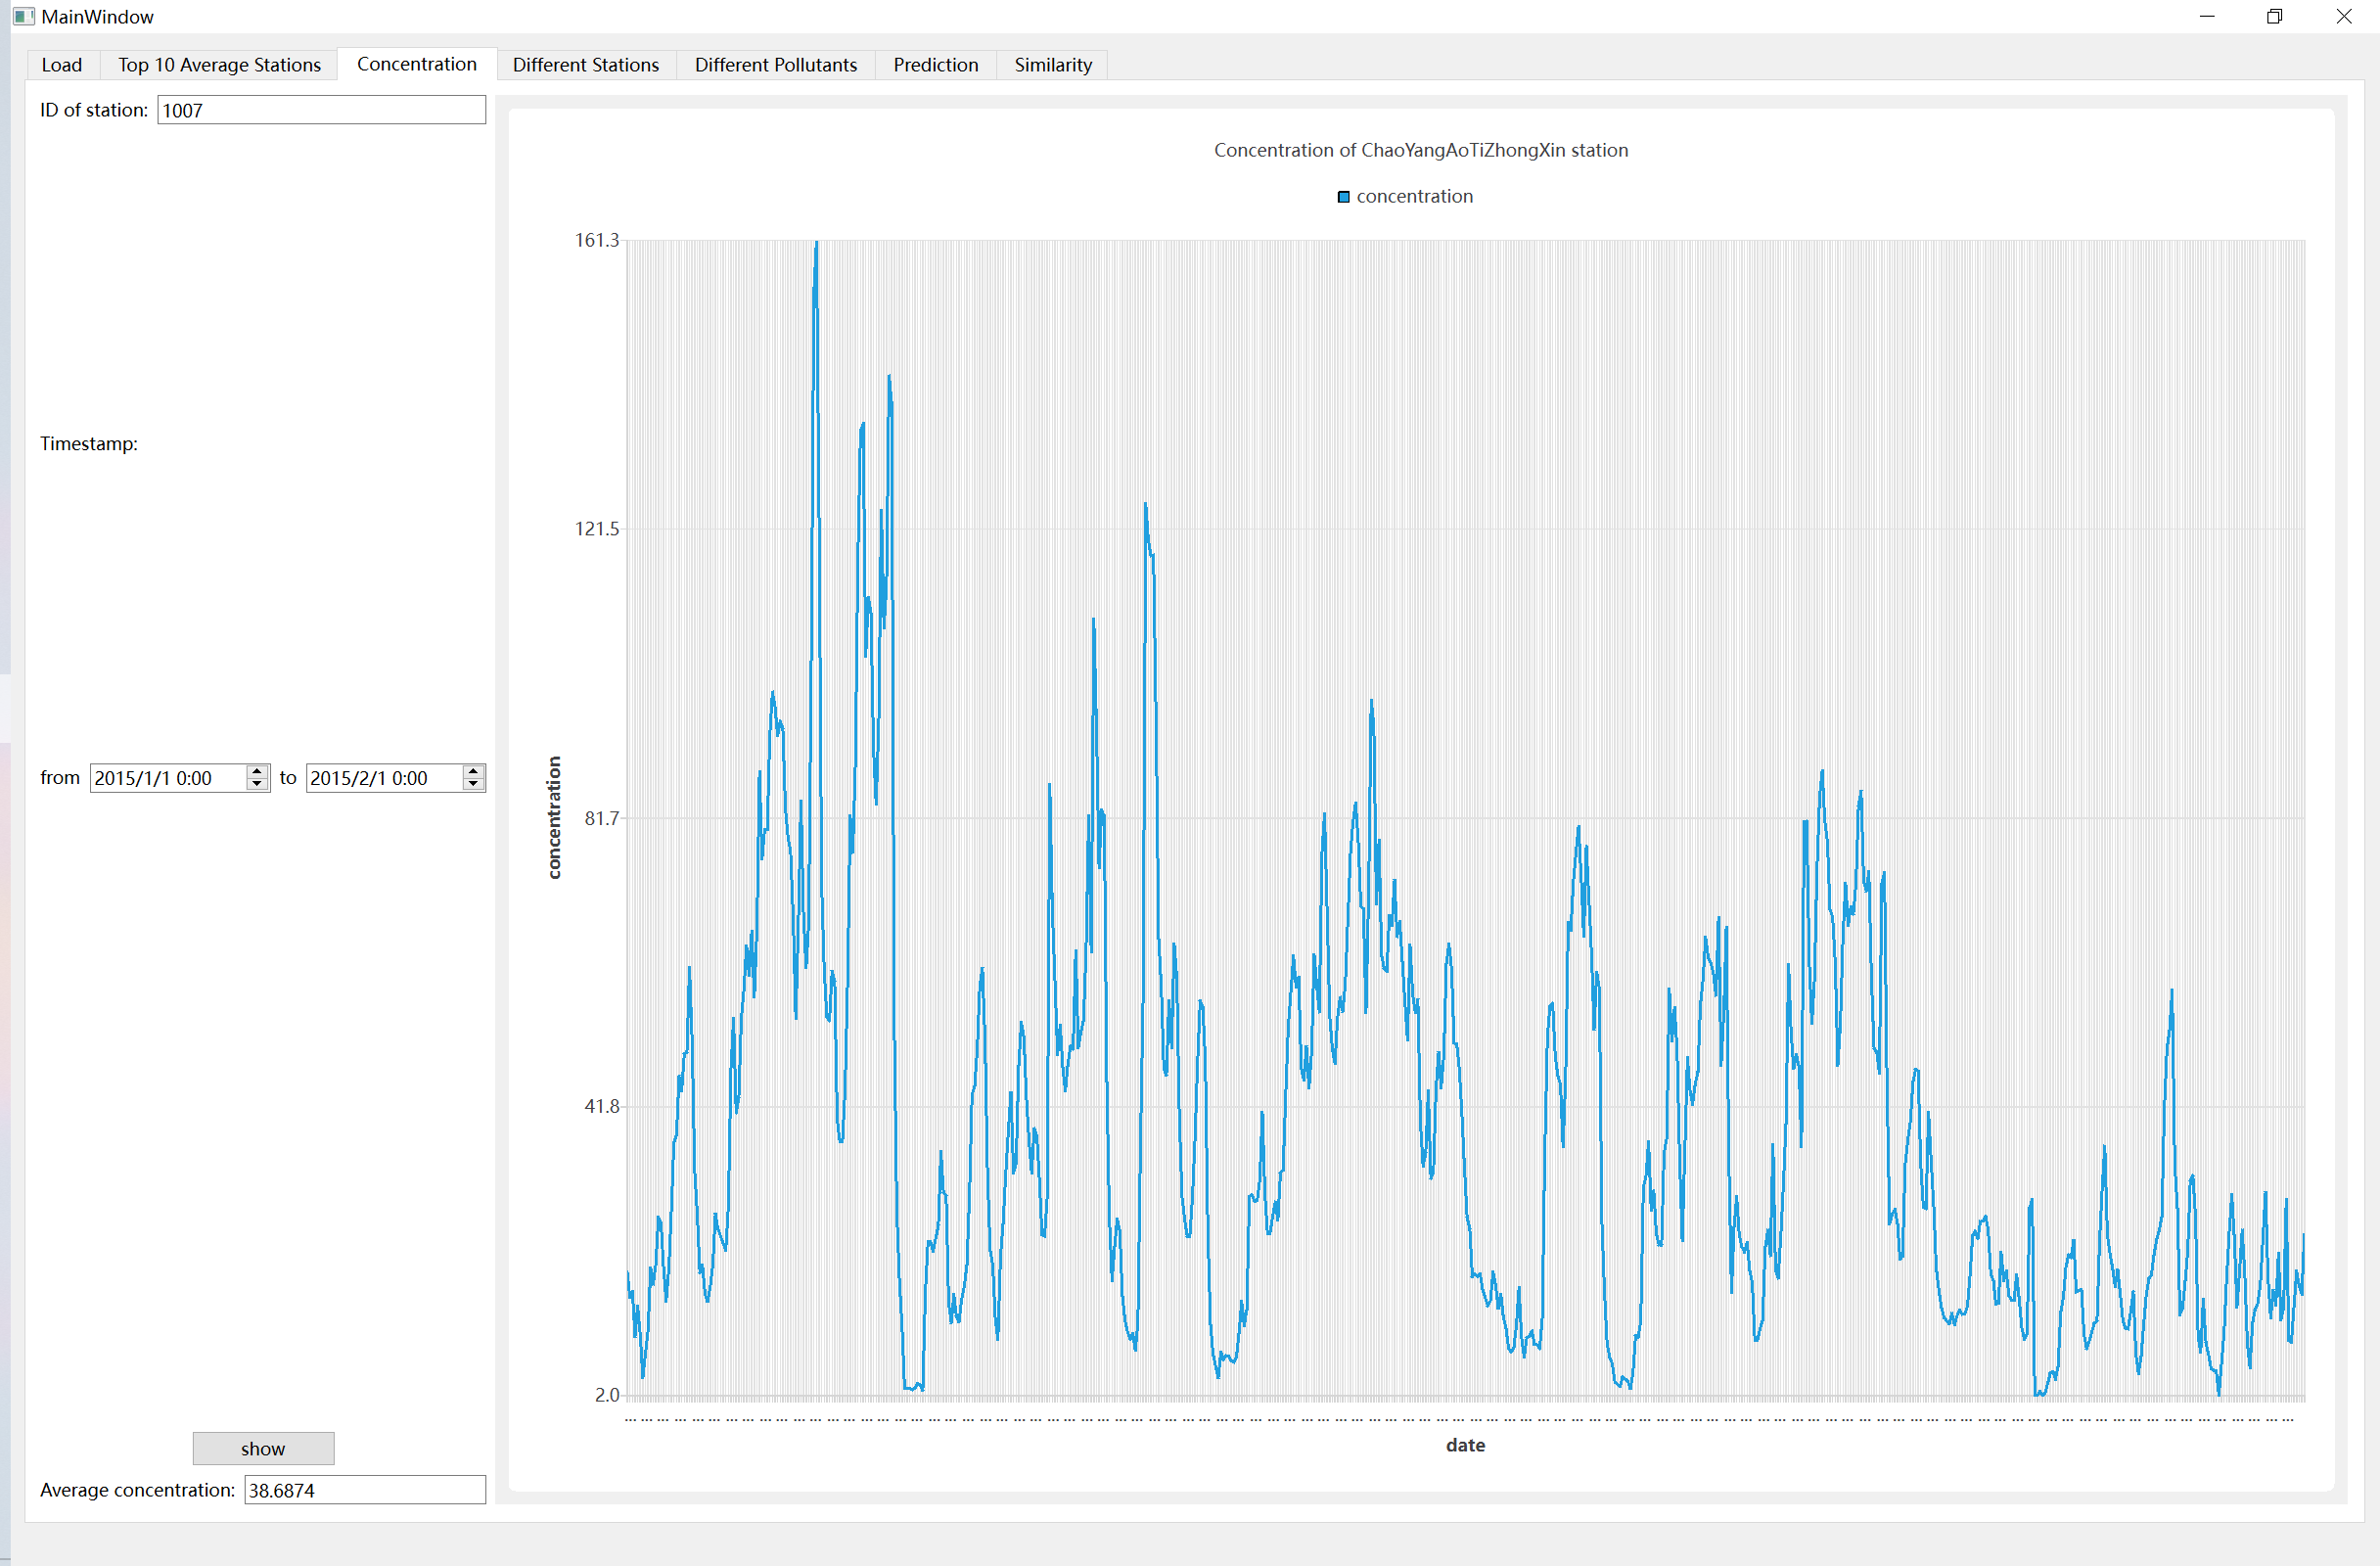 MainWindow
Load Top 10 Average Stations Concentration Different Stations Different Pollutants Prediction Similarity
ID of station: 1007
Timestamp:
from 2015/1/1 0:00 to 2015/2/1 0:00
show
Average concentration: 38.6874
Concentration of ChaoYangAoTiZhongXin station
concentration
161.3
121.5
81.7
41.8
2.0
concentration
... ... ... ... ... ... ... ... ... ... ... ... ... ... ... ... ... ... ... ... ... ... ... ... ... ... ... ... ... ... ... ... ... ... ... ... ... ... ... ... ... ... ... ... ... ... ... ... ... ... ... ... ... ... ... ... ... ... ... ... ... ... ... ... ... ... ... ... ... ... ... ... ... ... ... ... ... ... ... ... ... ... ... ... ... ... ... ... ... ... ... ... ... ... ... ... ... ... ...
date